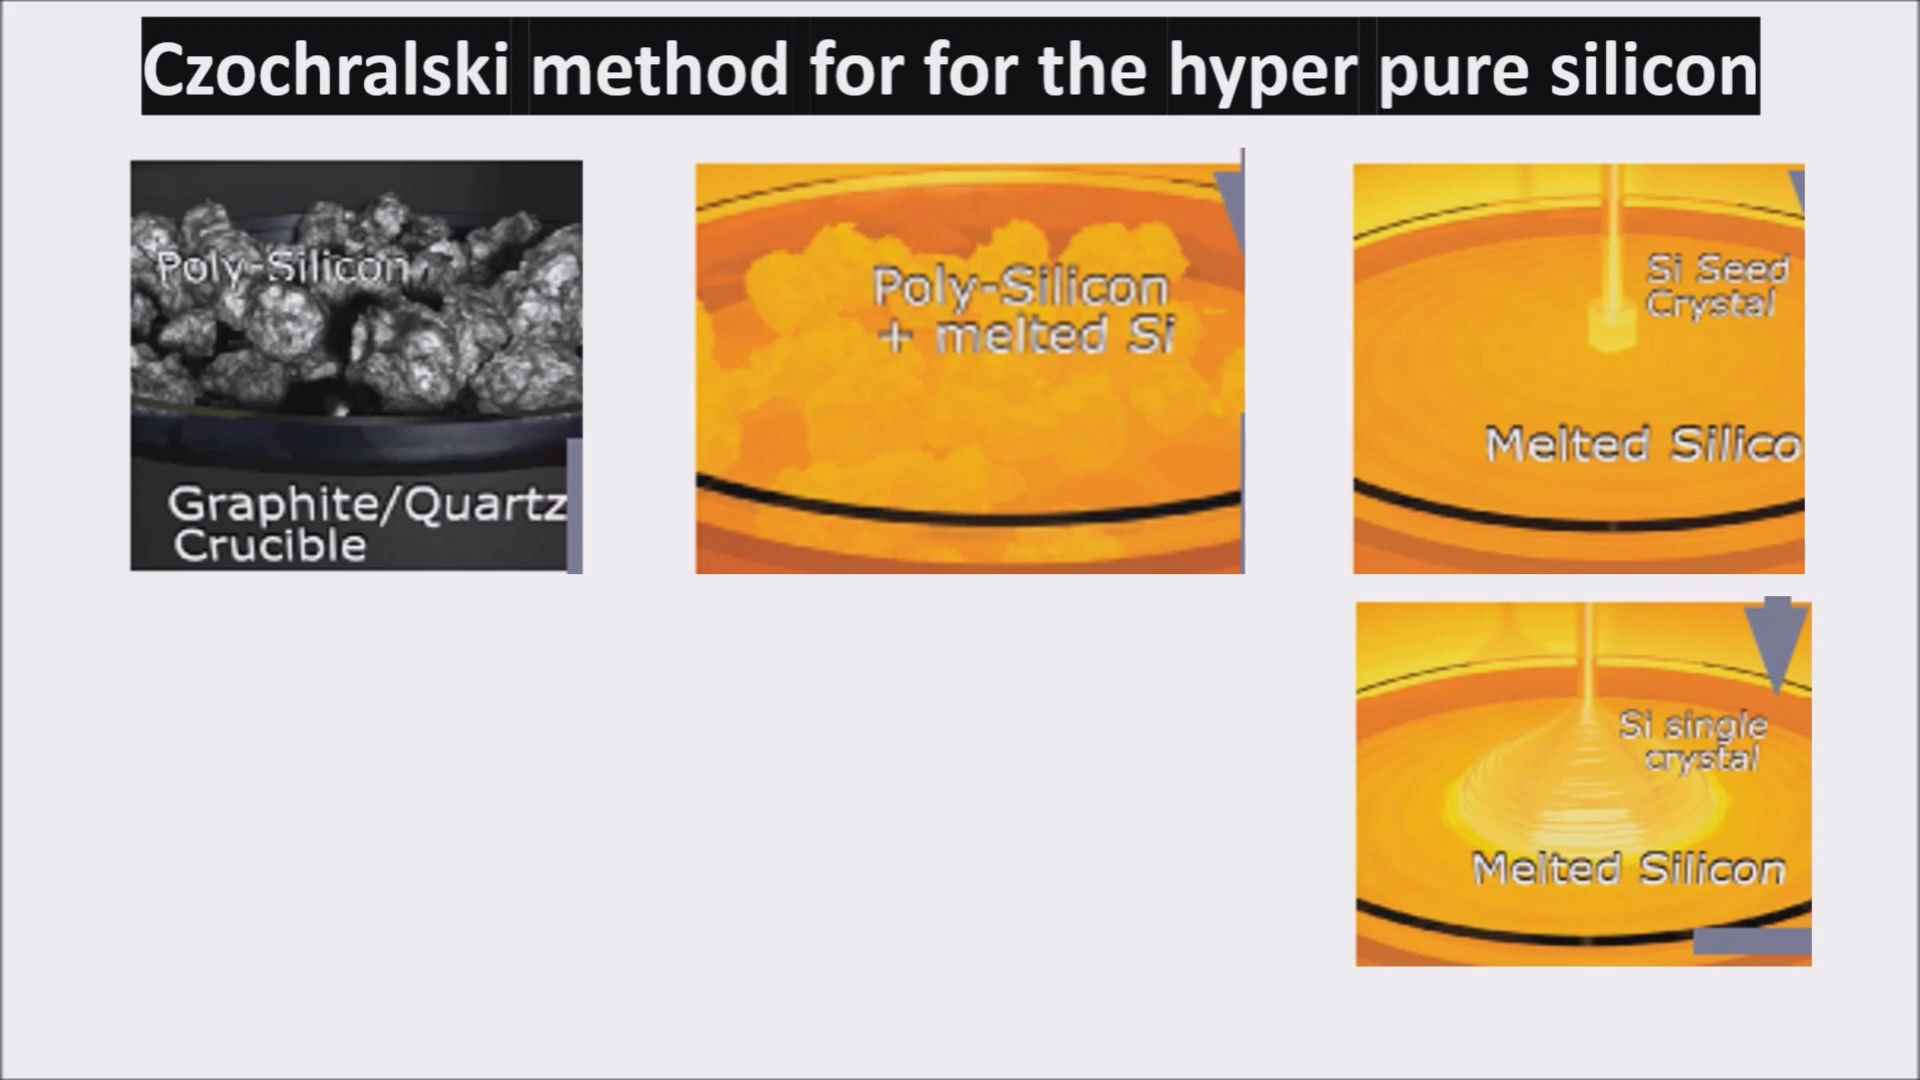 Czochralski method for for the hyper pure silicon
Poly-Silicon
Graphite/Quartz
Crucible
Poly-Silicon
+ melted Si
Si Seed
Crystal
Melted Silico
Si single
crystal
Melted Silicon